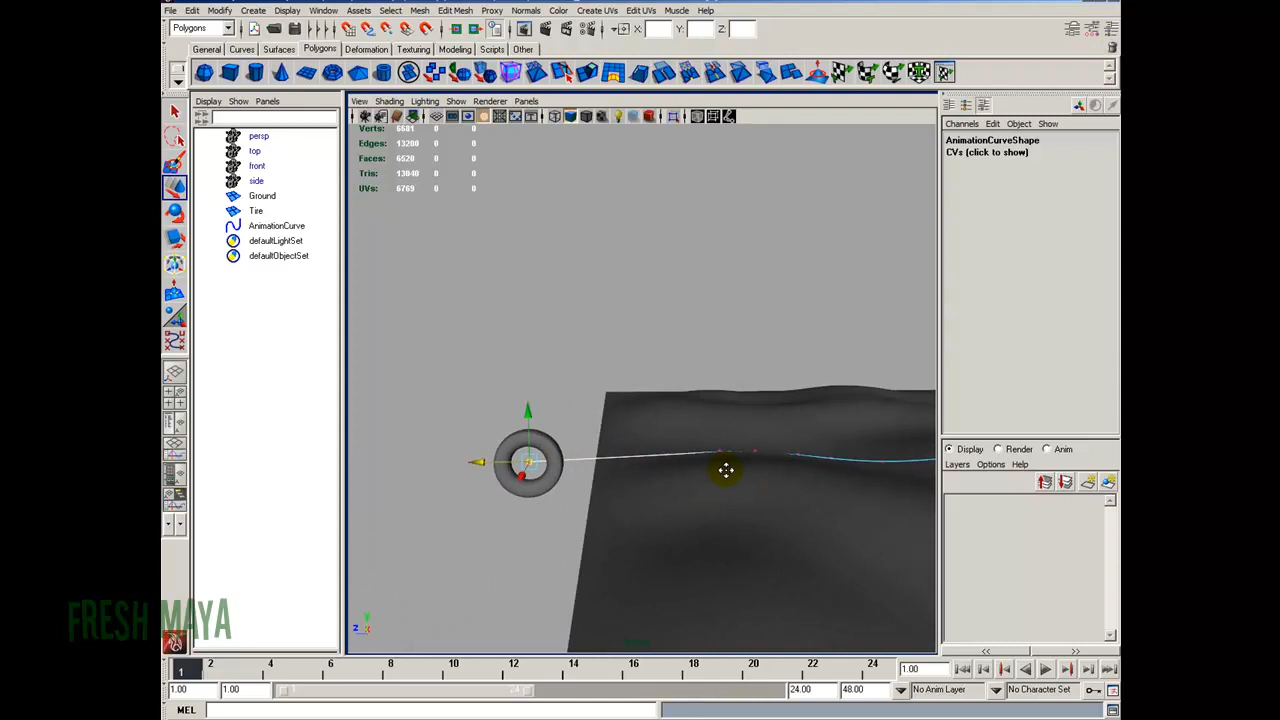 File Edit Modify Create Display Window Assets Select Mesh Edit Mesh Proxy Normals Color Create UVs Edit UVs Muscle Help
Polygons X: Y: Z:
General Curves Surfaces Polygons Deformation Texturing Modeling Scripts Other
Display Show Panels
View Shading Lighting Show Renderer Panels
persp
top
front
side
Ground
Tire
AnimationCurve
defaultLightSet
defaultObjectSet
Verts: 6681 0 0
Edges: 13200 0 0
Faces: 6520 0 0
Tris: 13040 0 0
UVs: 6769 0 0
Channels Edit Object Show
AnimationCurveShape
CVs (click to show)
Display Render Anim
Layers Options Help
FRESH MAYA
1 2 4 6 8 10 12 14 16 18 20 22 24 1.00
1.00 1.00 24 24.00 48.00 No Anim Layer No Character Set
MEL